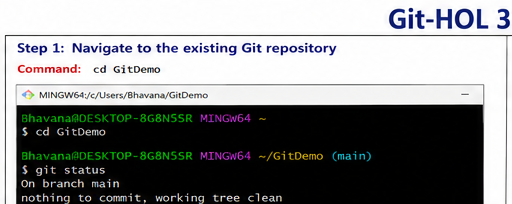 Git-HOL 3
Step 1: Navigate to the existing Git repository
Command: cd GitDemo
MINGW64:/c/Users/Bhavana/GitDemo
Bhavana@DESKTOP-8G8N5SR MINGW64 ~
$ cd GitDemo
Bhavana@DESKTOP-8G8N5SR MINGW64 ~/GitDemo (main)
$ git status
On branch main
nothing to commit, working tree clean